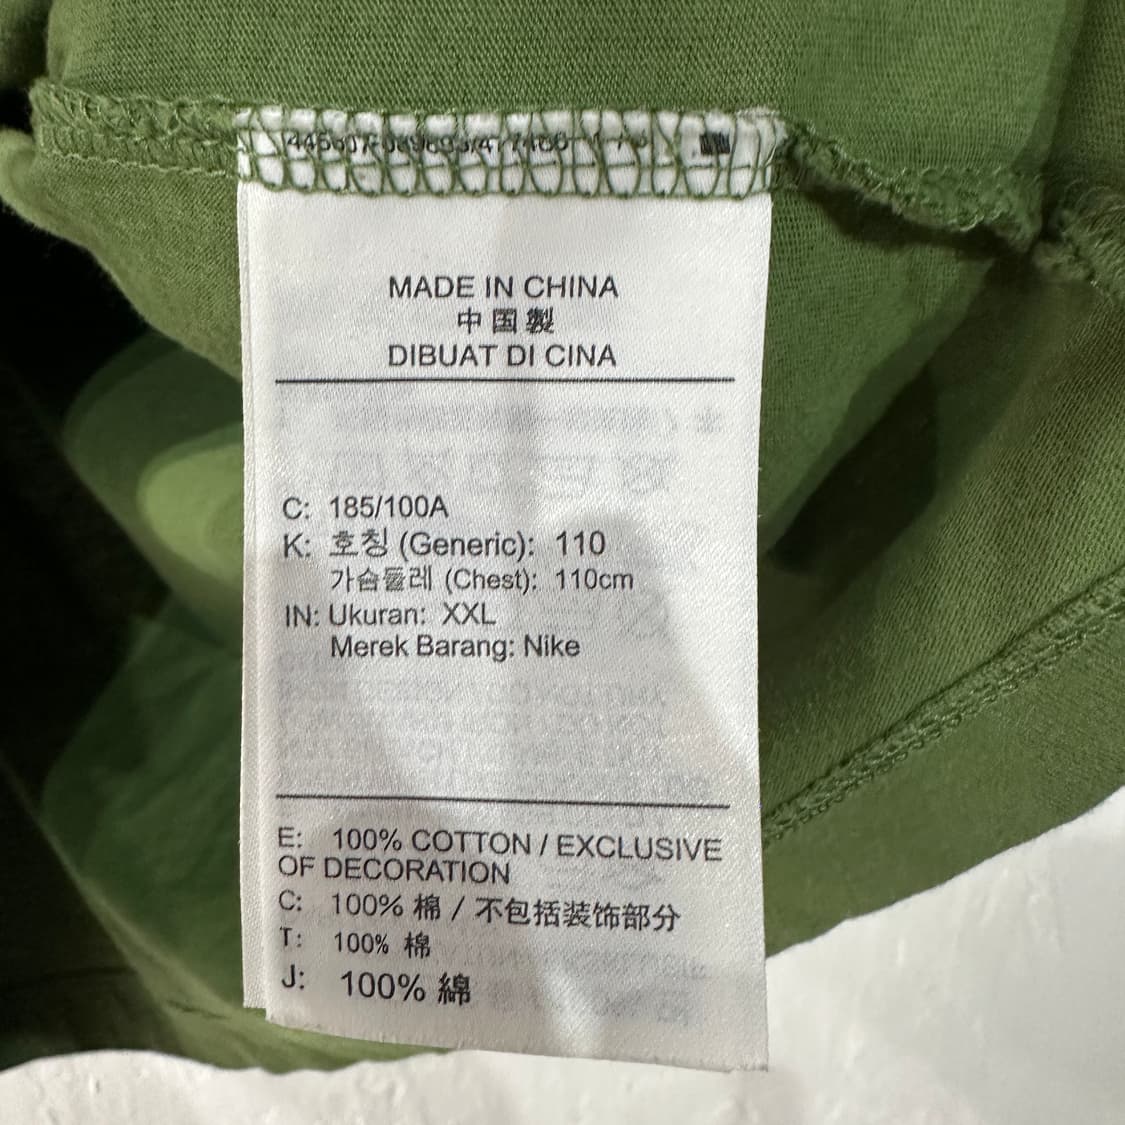 MADE IN CHINA
中国製
DIBUAT DI CINA
C: 185/100A
K: 호칭 (Generic): 110
가슴둘레 (Chest): 110cm
IN: Ukuran: XXL
Merek Barang: Nike
E: 100% COTTON / EXCLUSIVE
OF DECORATION
C: 100% 棉 / 不包括装饰部分
T: 100% 棉
J: 100% 綿